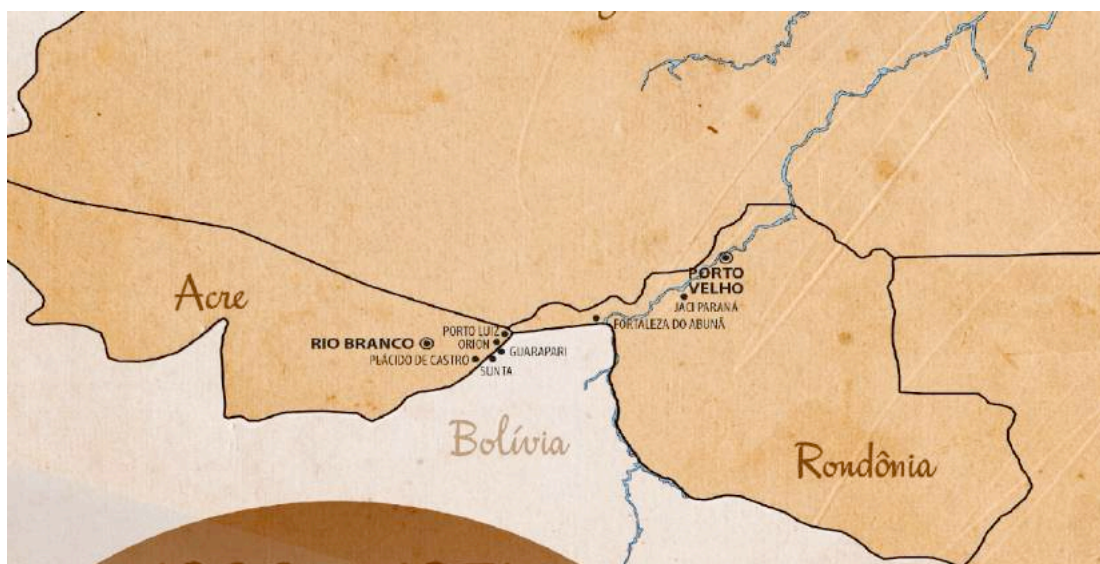 Acre
PORTO
VELHO
JACI PARANÁ
FORTALEZA DO ABUNÃ
PORTO LUIZ
RIO BRANCO
ORION
GUARAPARI
PLÁCIDO DE CASTRO
SUNTA
Bolívia
Rondônia